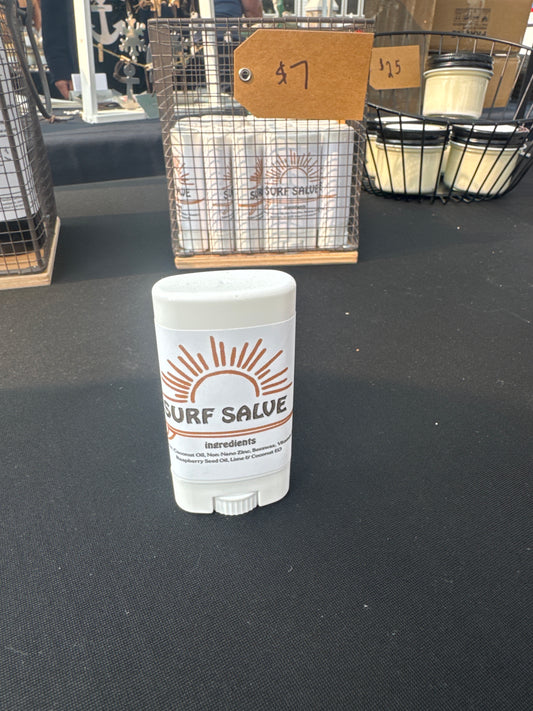 $7
$25
SURF SALVE
SURF SALVE
ingredients
Coconut Oil, Non-Nano Zinc, Beeswax,
Raspberry Seed Oil, Lime & Coconut EO